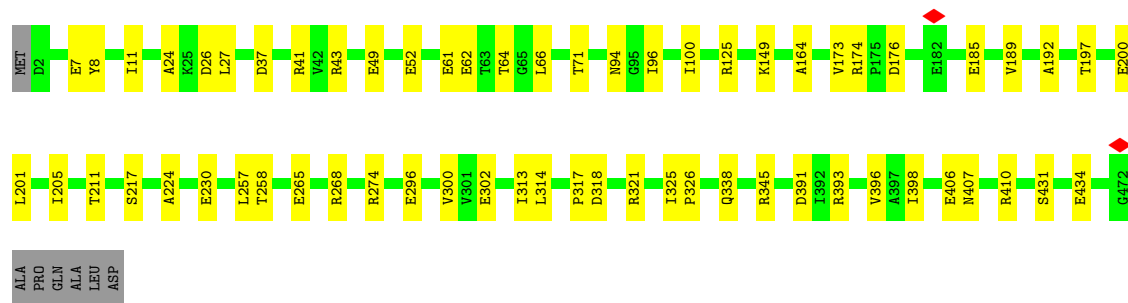 MET D2 E7 Y8 I11 A24 K25 D26 L27 D37 R41 V42 R43 E49 E52 E61 E62 T63 T64 G65 L66 T71 N94 G95 I96 I100 R125 K149 A164 V173 R174 P175 D176 E182 E185 V189 A192 T197 E200
L201 I205 T211 S217 A224 E230 L257 T258 E265 R268 R274 E296 V300 V301 E302 I313 L314 P317 D318 R321 I325 P326 Q338 R345 D391 I392 R393 V396 A397 I398 E406 N407 R410 S431 E434 G472
ALA PRO GLN ALA LEU ASP